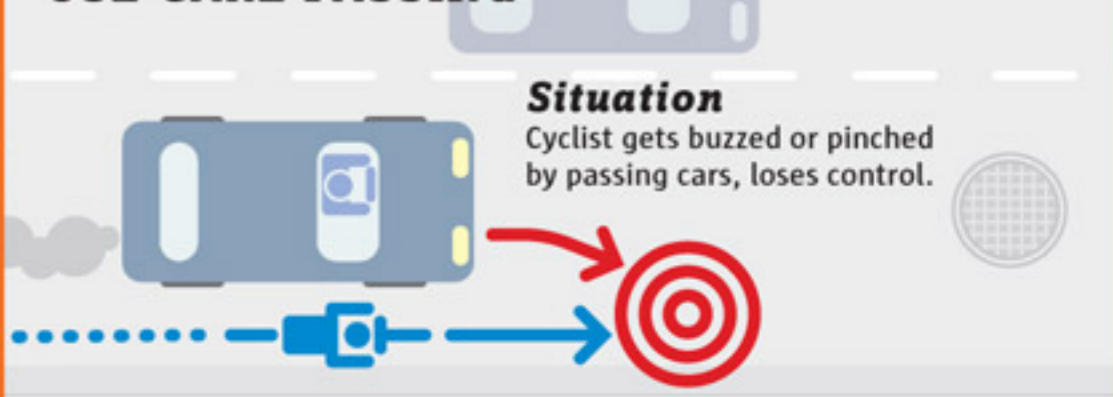 Situation
Cyclist gets buzzed or pinched
by passing cars, loses control.